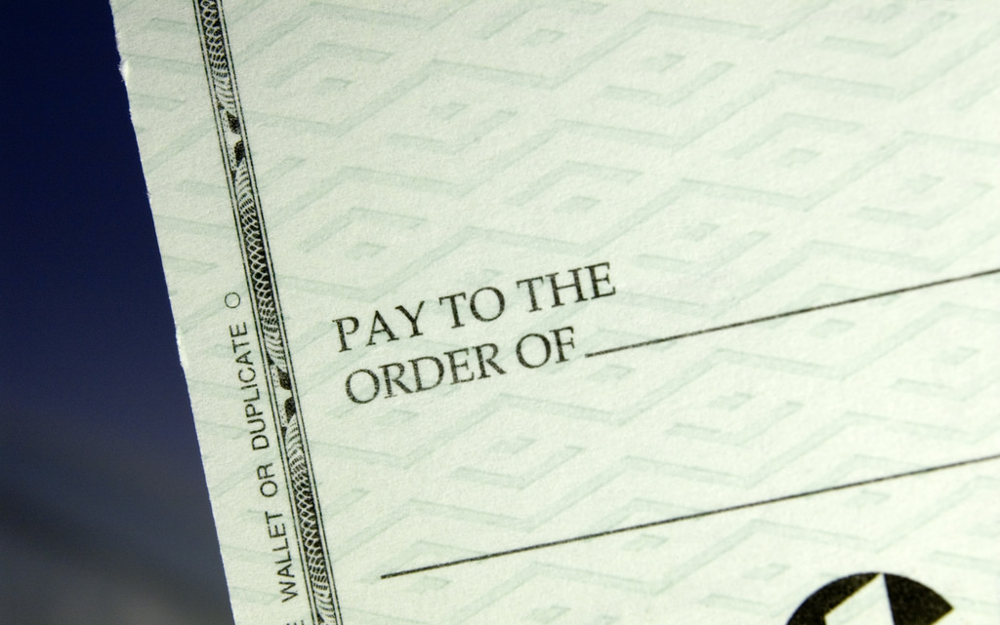 PAY TO THE
ORDER OF
WALLET OR DUPLICATE